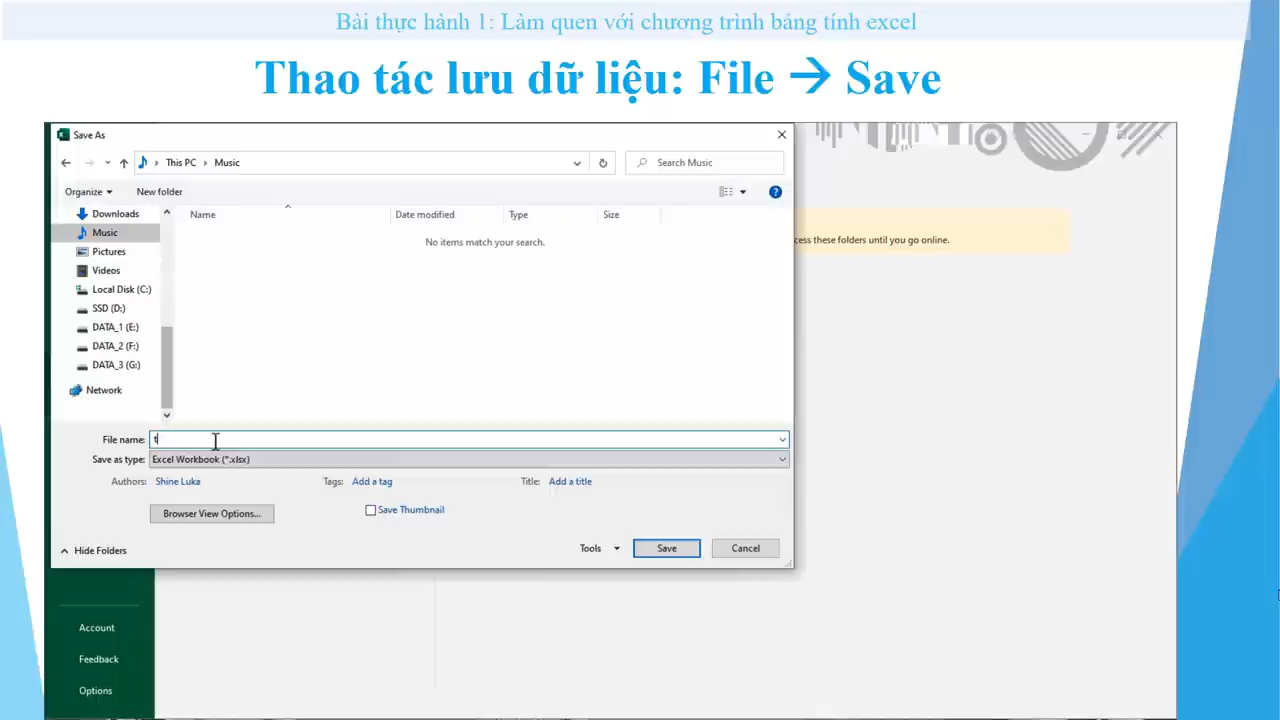 Bài thực hành 1: Làm quen với chương trình bảng tính excel
Thao tác lưu dữ liệu: File → Save
Save As
This PC > Music
Search Music
Organize
New folder
Name
Date modified
Type
Size
No items match your search.
Downloads
Music
Pictures
Videos
Local Disk (C:)
SSD (D:)
DATA_1 (E:)
DATA_2 (F:)
DATA_3 (G:)
Network
cess these folders until you go online.
File name: t
Save as type: Excel Workbook (*.xlsx)
Authors: Shine Luka
Tags: Add a tag
Title: Add a title
Browser View Options...
Save Thumbnail
Hide Folders
Tools
Save
Cancel
Account
Feedback
Options